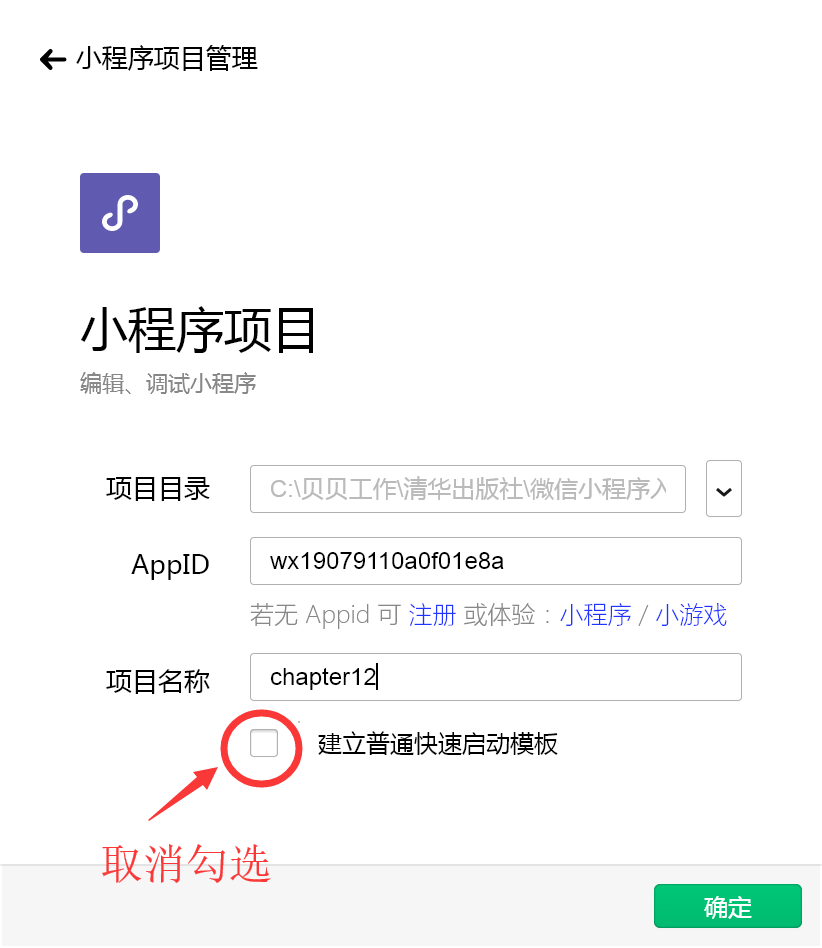 小程序项目管理
小程序项目
编辑、调试小程序
项目目录 C:\贝贝工作\清华出版社\微信小程序入
AppID wx19079110a0f01e8a
若无 Appid 可 注册 或体验：小程序 / 小游戏
项目名称 chapter12
建立普通快速启动模板
取消勾选
确定